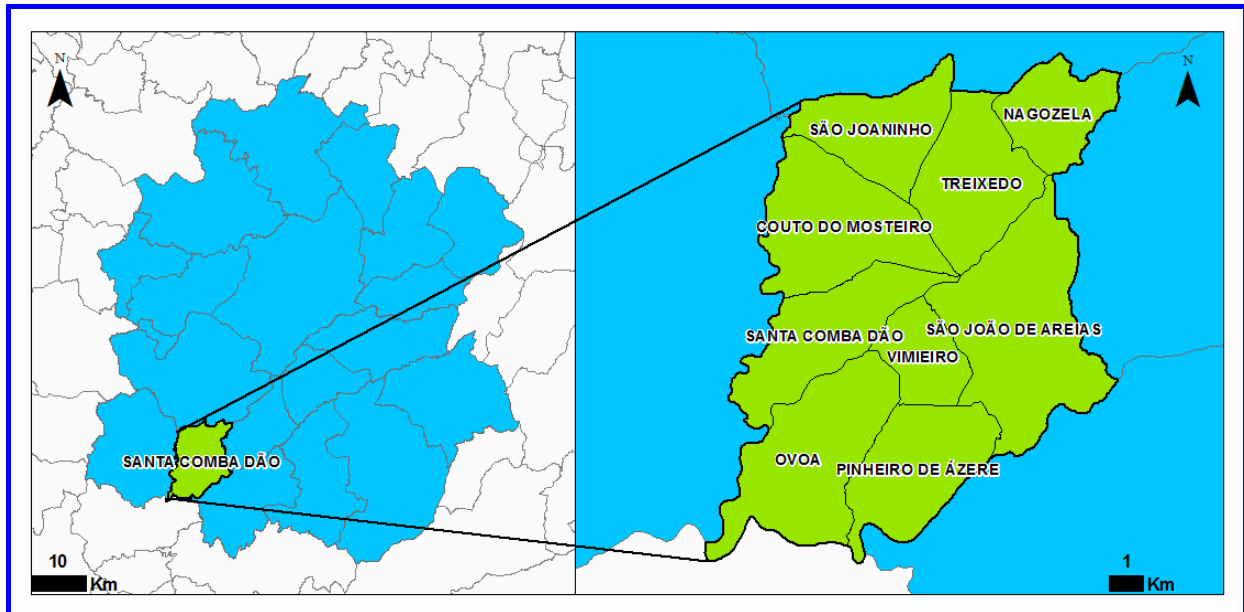 N
SANTA COMBA DÃO
10
Km
N
SÃO JOANINHO
NAGOZELA
TREIXEDO
COUTO DO MOSTEIRO
SANTA COMBA DÃO
SÃO JOÃO DE AREIAS
VIMIEIRO
OVOA
PINHEIRO DE ÁZERE
1
Km